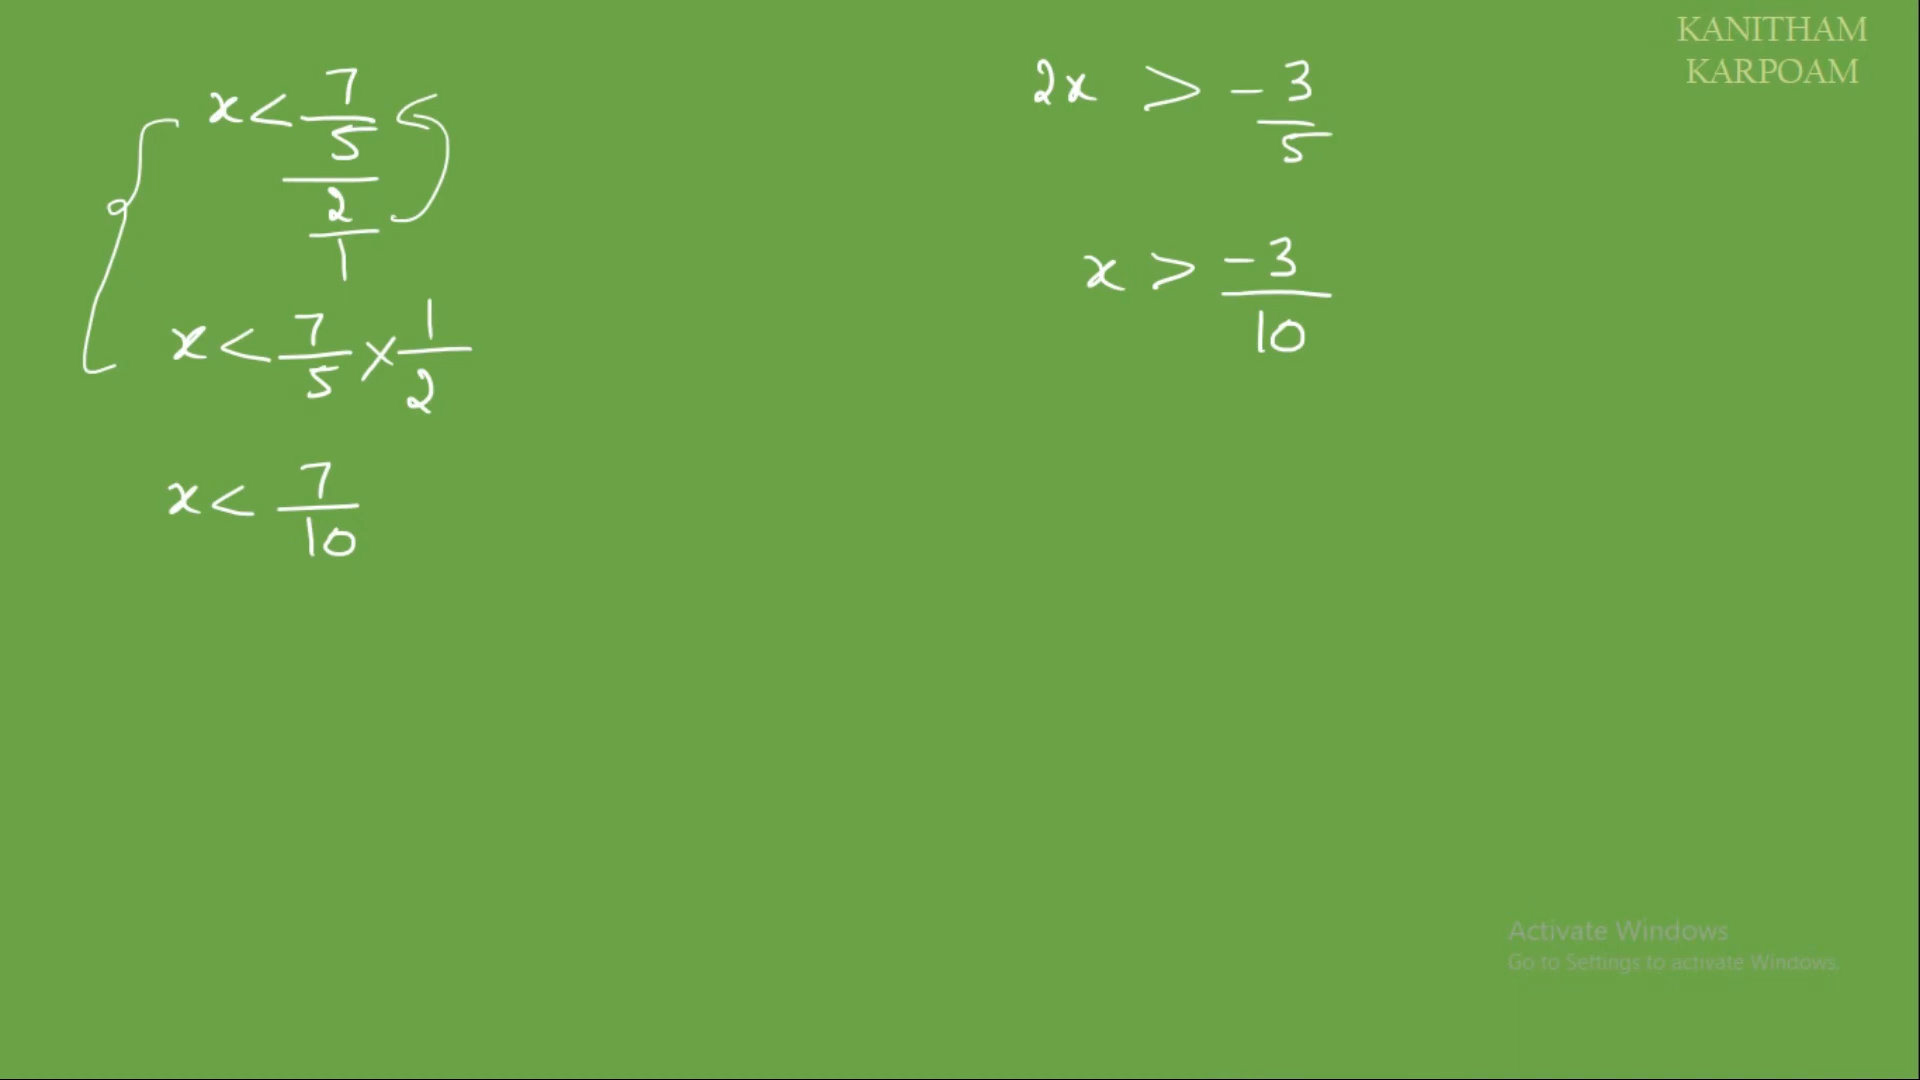 KANITHAM
KARPOAM
x < 7/5 / 2/1
x < 7/5 × 1/2
x < 7/10
2x > -3/5
x > -3/10
Activate Windows
Go to Settings to activate Windows.